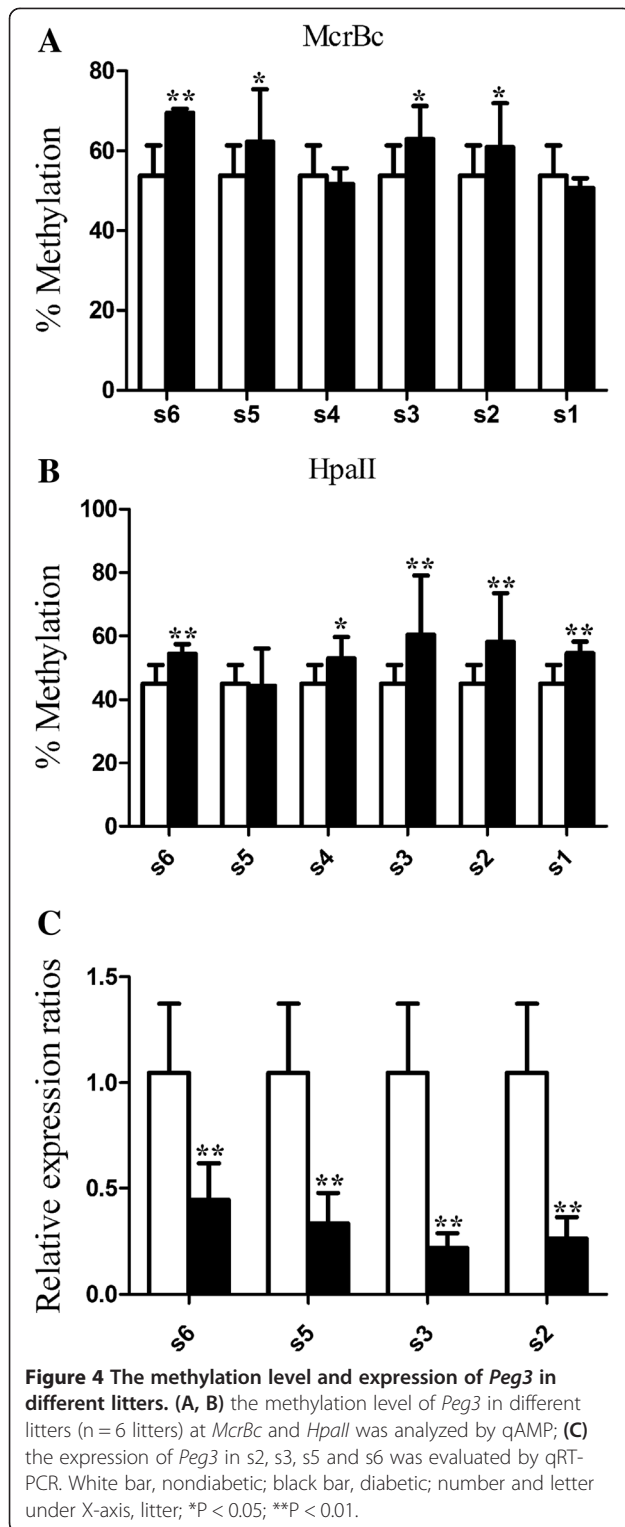 A
McrBc
% Methylation
80
60
40
20
0
** * * *
s6 s5 s4 s3 s2 s1
B
HpaII
% Methylation
100
80
60
40
20
0
** * ** ** **
s6 s5 s4 s3 s2 s1
C
Relative expression ratios
1.5
1.0
0.5
0.0
** ** ** **
s6 s5 s3 s2
Figure 4 The methylation level and expression of Peg3 in
different litters. (A, B) the methylation level of Peg3 in different
litters (n = 6 litters) at McrBc and HpaII was analyzed by qAMP; (C)
the expression of Peg3 in s2, s3, s5 and s6 was evaluated by qRT-
PCR. White bar, nondiabetic; black bar, diabetic; number and letter
under X-axis, litter; *P < 0.05; **P < 0.01.